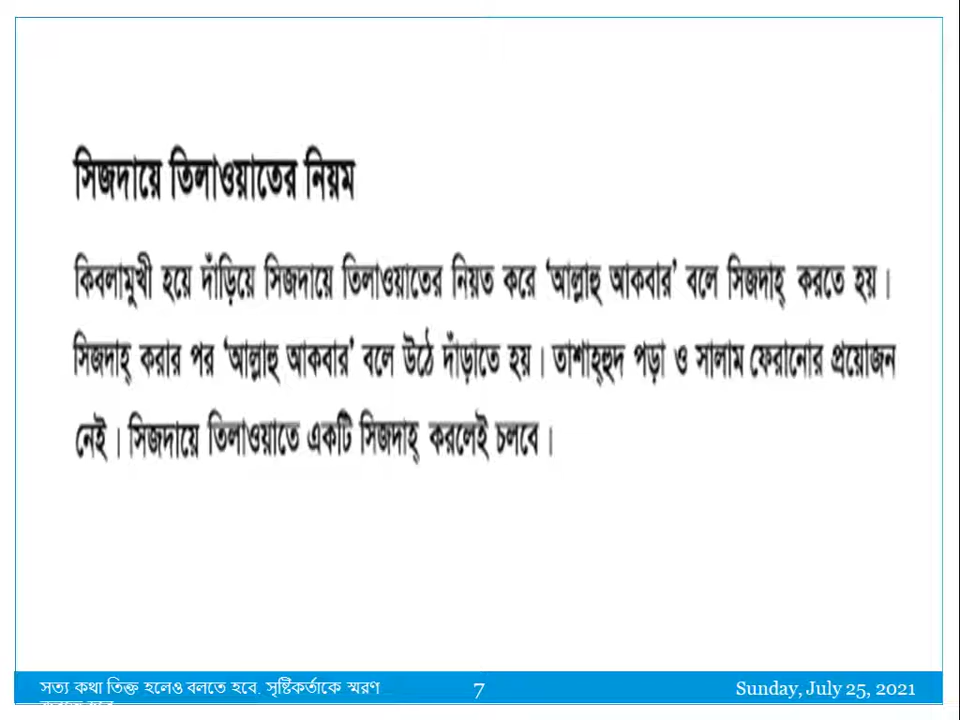 সিজদায়ে তিলাওয়াতের নিয়ম
কিবলামুখী হয়ে দাঁড়িয়ে সিজদায়ে তিলাওয়াতের নিয়ত করে ‘আল্লাহু আকবার’ বলে সিজদাহ্ করতে হয়।
সিজদাহ্ করার পর ‘আল্লাহু আকবার’ বলে উঠে দাঁড়াতে হয়। তাশাহ্হুদ পড়া ও সালাম ফেরানোর প্রয়োজন
নেই। সিজদায়ে তিলাওয়াতে একটি সিজদাহ্ করলেই চলবে।
সত্য কথা তিক্ত হলেও বলতে হবে. সৃষ্টিকর্তাকে স্মরণ
7
Sunday, July 25, 2021